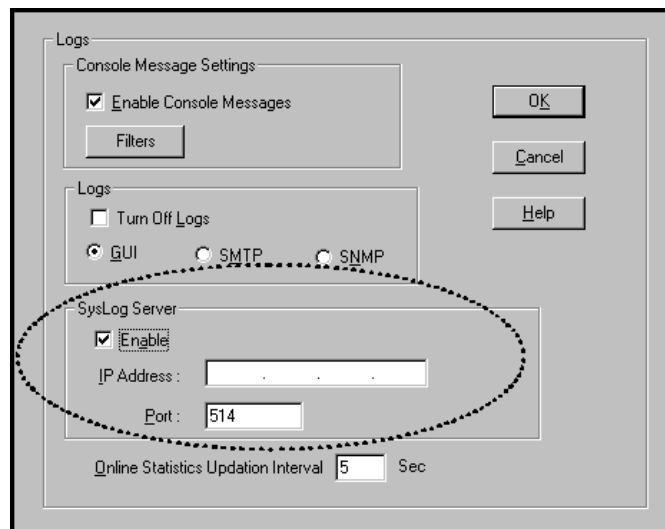 Logs
Console Message Settings
Enable Console Messages
Filters
OK
Cancel
Help
Logs
Turn Off Logs
GUI SMTP SNMP
SysLog Server
Enable
IP Address : . . .
Port : 514
Online Statistics Updation Interval 5 Sec